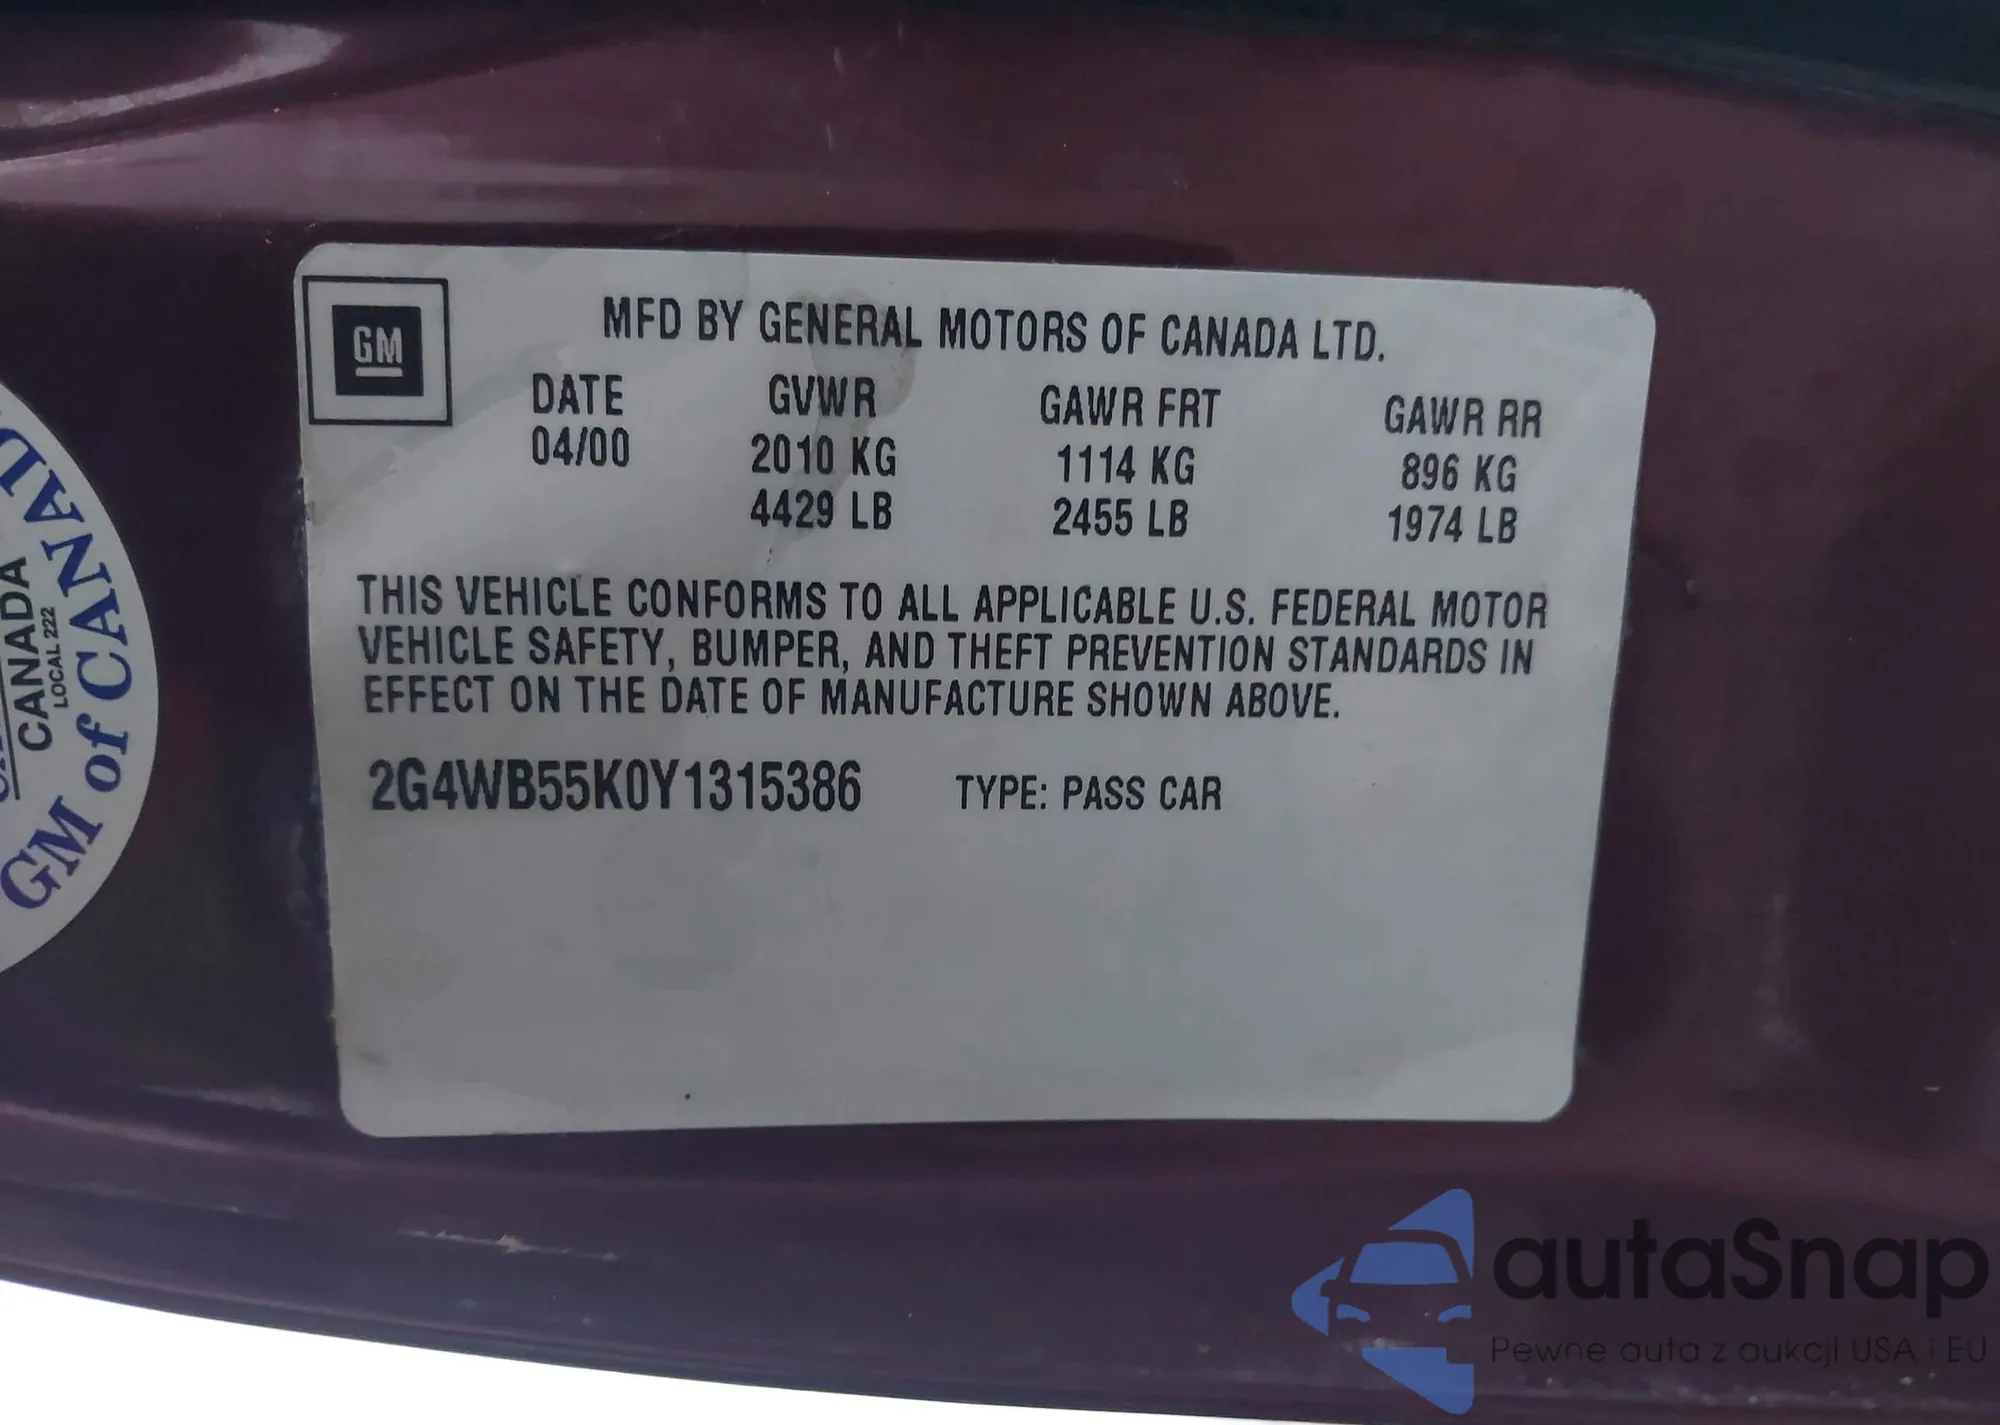 GM
MFD BY GENERAL MOTORS OF CANADA LTD.
DATE GVWR GAWR FRT GAWR RR
04/00 2010 KG 1114 KG 896 KG
4429 LB 2455 LB 1974 LB
THIS VEHICLE CONFORMS TO ALL APPLICABLE U.S. FEDERAL MOTOR
VEHICLE SAFETY, BUMPER, AND THEFT PREVENTION STANDARDS IN
EFFECT ON THE DATE OF MANUFACTURE SHOWN ABOVE.
2G4WB55K0Y1315386 TYPE: PASS CAR
CANADA
LOCAL 222
GM of CANAD
autaSnap
Pewne auta z aukcji USA i EU